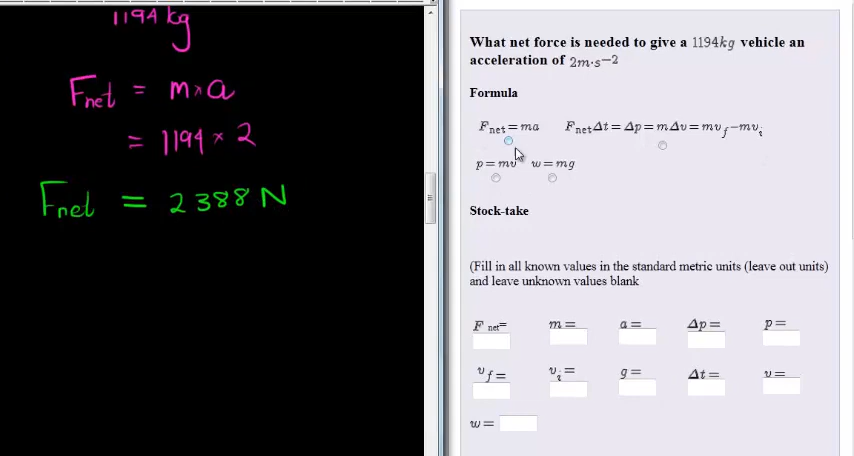 1194 kg
Fnet = m×a
= 1194 × 2
Fnet = 2388 N
What net force is needed to give a 1194kg vehicle an
acceleration of 2m·s−2
Formula
Fnet=ma FnetΔt=Δp=mΔv=mvf−mvi
p=mv w=mg
Stock-take
(Fill in all known values in the standard metric units (leave out units)
and leave unknown values blank
F net= m= a= Δp= p=
vf= vi= g= Δt= v=
w=